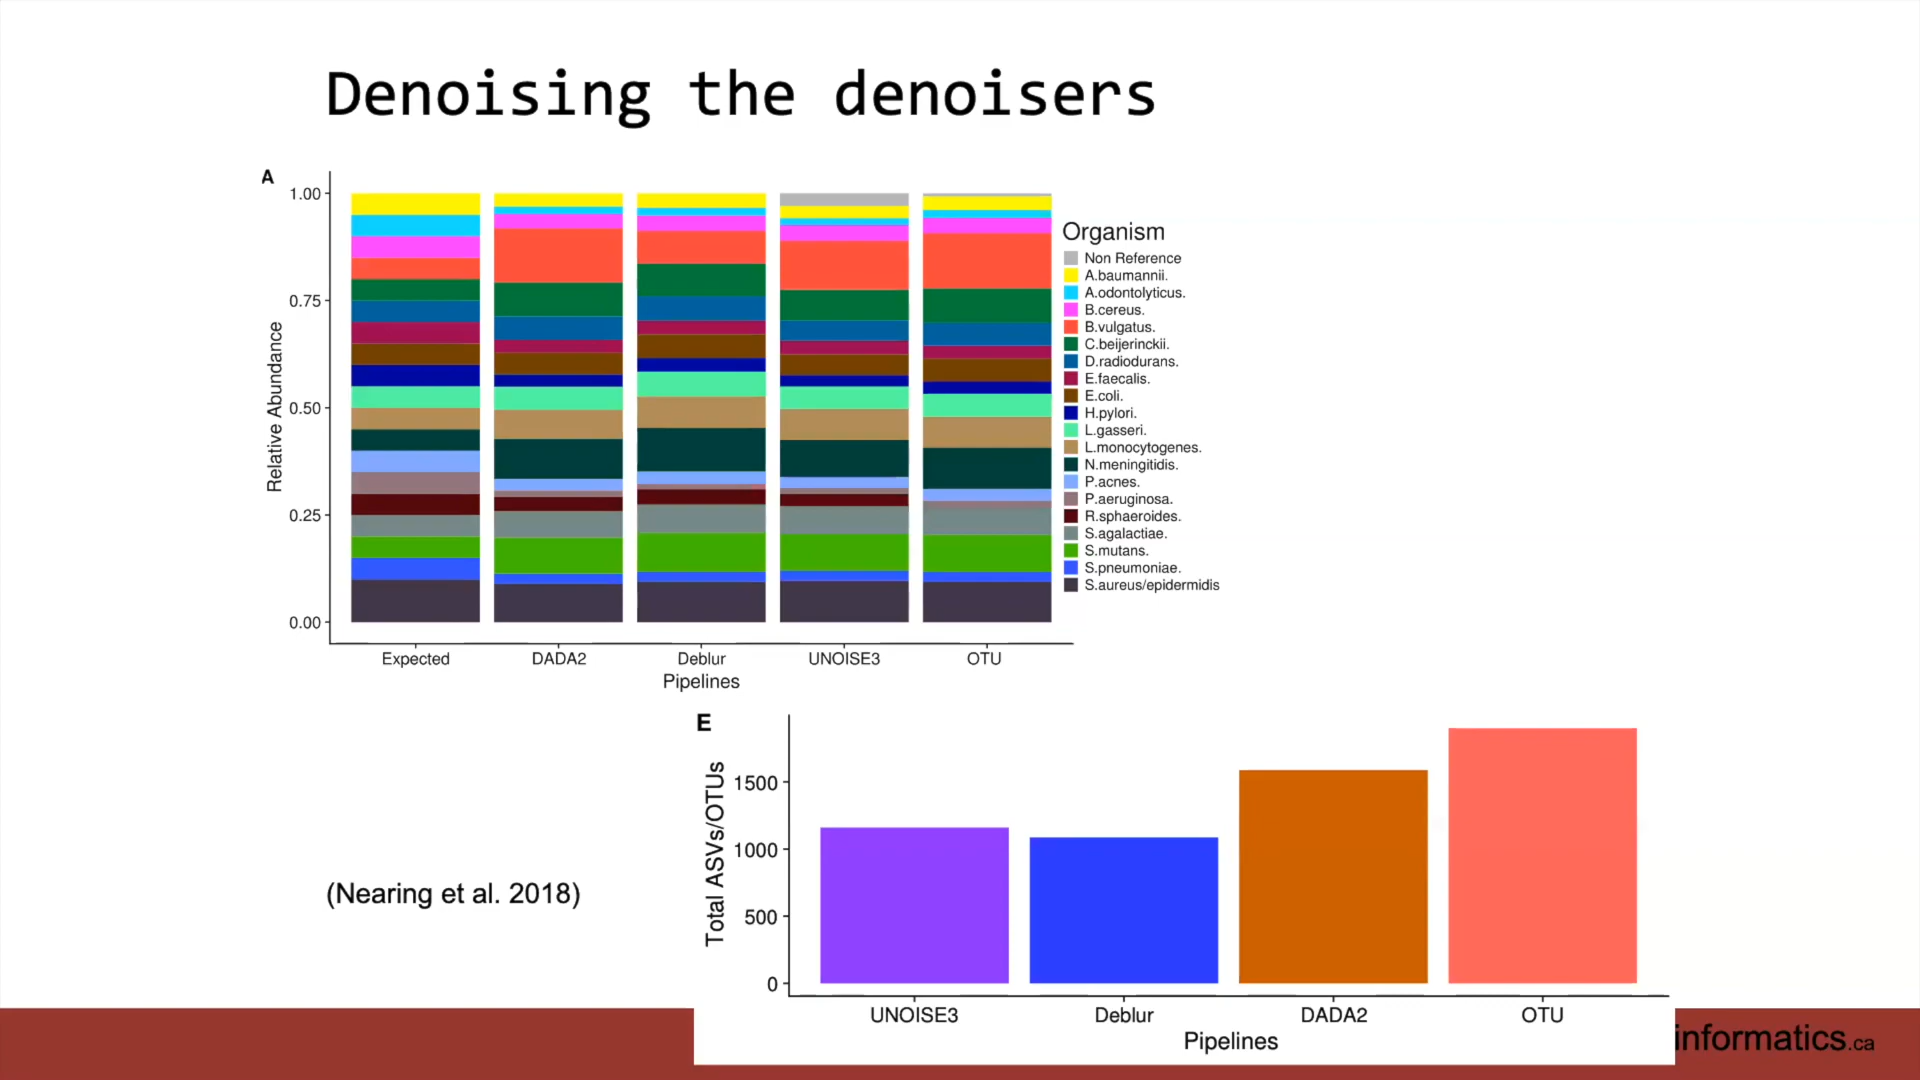 Denoising the denoisers
A
1.00
0.75
0.50
0.25
0.00
Relative Abundance
Expected
DADA2
Deblur
UNOISE3
OTU
Pipelines
Organism
Non Reference
A.baumannii.
A.odontolyticus.
B.cereus.
B.vulgatus.
C.beijerinckii.
D.radiodurans.
E.faecalis.
E.coli.
H.pylori.
L.gasseri.
L.monocytogenes.
N.meningitidis.
P.acnes.
P.aeruginosa.
R.sphaeroides.
S.agalactiae.
S.mutans.
S.pneumoniae.
S.aureus/epidermidis
E
1500
1000
500
0
Total ASVs/OTUs
UNOISE3
Deblur
DADA2
OTU
Pipelines
(Nearing et al. 2018)
informatics.ca